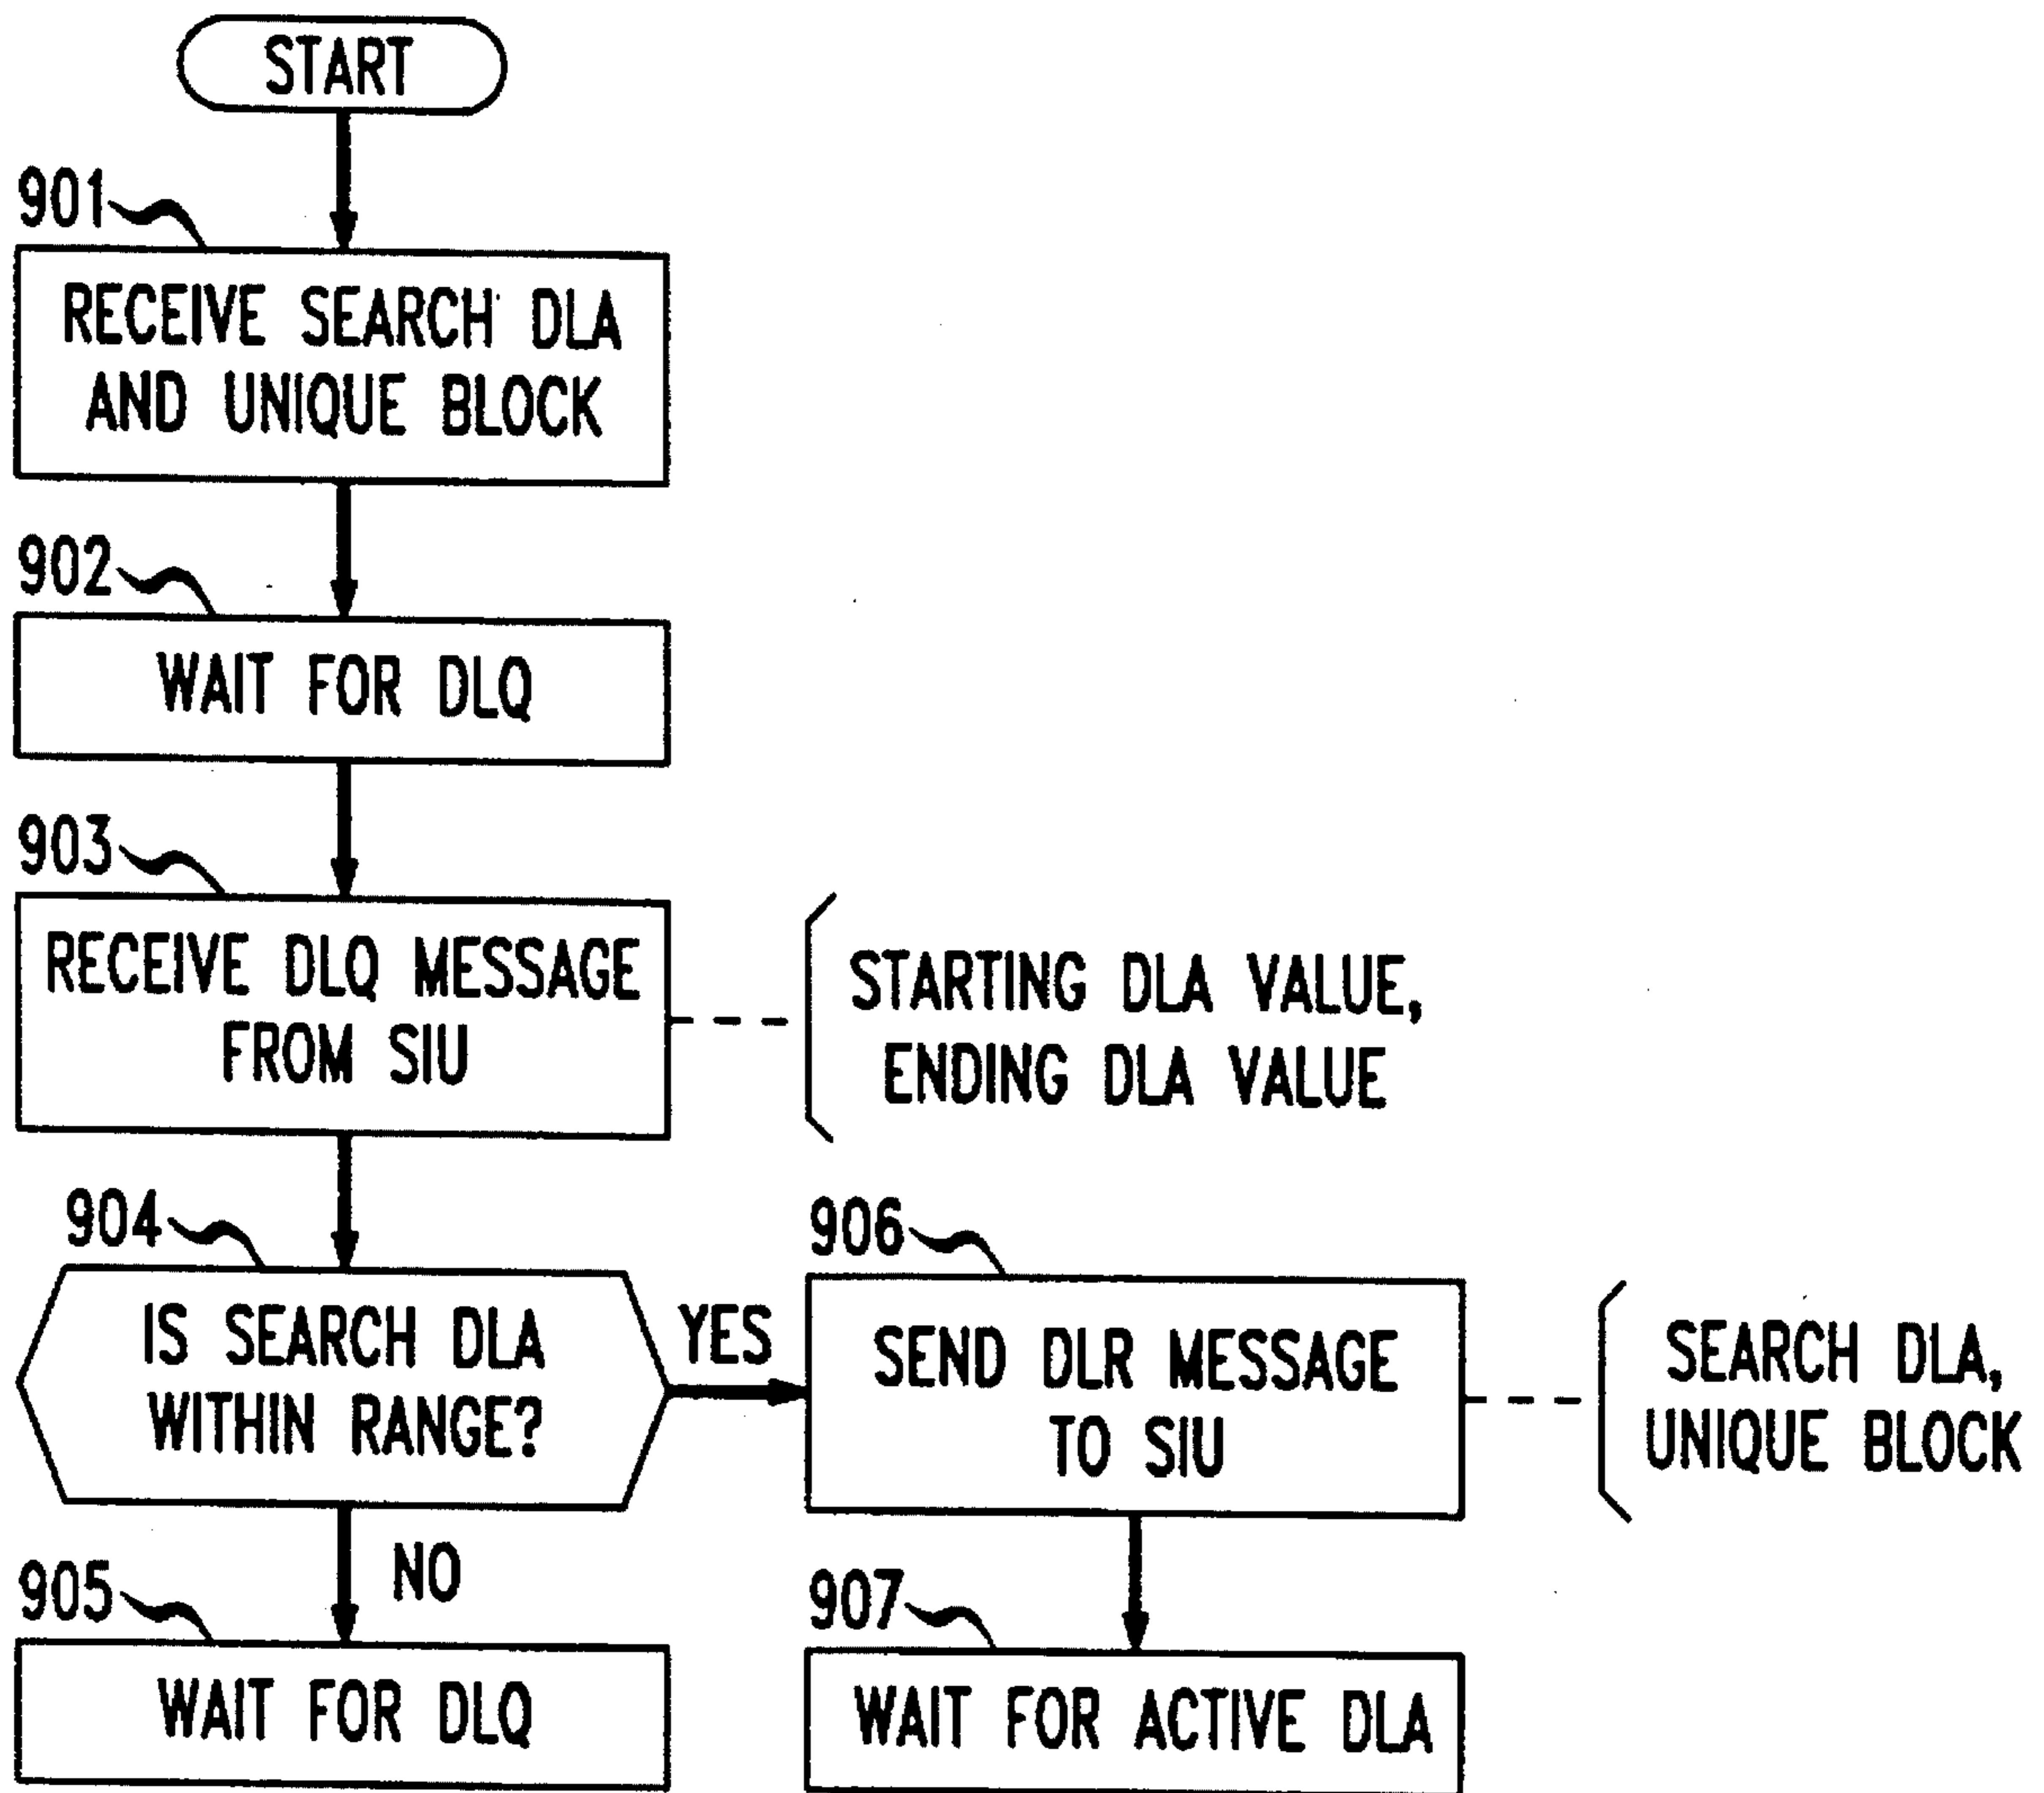 START
901
RECEIVE SEARCH DLA
AND UNIQUE BLOCK
902
WAIT FOR DLQ
903
RECEIVE DLQ MESSAGE
FROM SIU
STARTING DLA VALUE,
ENDING DLA VALUE
904
IS SEARCH DLA
WITHIN RANGE?
YES
906
SEND DLR MESSAGE
TO SIU
SEARCH DLA,
UNIQUE BLOCK
NO
905
WAIT FOR DLQ
907
WAIT FOR ACTIVE DLA